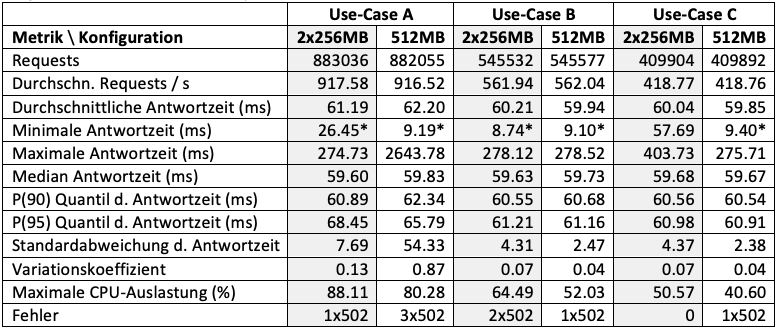 Use-Case A Use-Case B Use-Case C
Metrik \ Konfiguration 2x256MB 512MB 2x256MB 512MB 2x256MB 512MB
Requests 883036 882055 545532 545577 409904 409892
Durchschn. Requests / s 917.58 916.52 561.94 562.04 418.77 418.76
Durchschnittliche Antwortzeit (ms) 61.19 62.20 60.21 59.94 60.04 59.85
Minimale Antwortzeit (ms) 26.45* 9.19* 8.74* 9.10* 57.69 9.40*
Maximale Antwortzeit (ms) 274.73 2643.78 278.12 278.52 403.73 275.71
Median Antwortzeit (ms) 59.60 59.83 59.63 59.73 59.68 59.67
P(90) Quantil d. Antwortzeit (ms) 60.89 62.34 60.55 60.68 60.56 60.54
P(95) Quantil d. Antwortzeit (ms) 68.45 65.79 61.21 61.16 60.98 60.91
Standardabweichung d. Antwortzeit 7.69 54.33 4.31 2.47 4.37 2.38
Variationskoeffizient 0.13 0.87 0.07 0.04 0.07 0.04
Maximale CPU-Auslastung (%) 88.11 80.28 64.49 52.03 50.57 40.60
Fehler 1x502 3x502 2x502 1x502 0 1x502